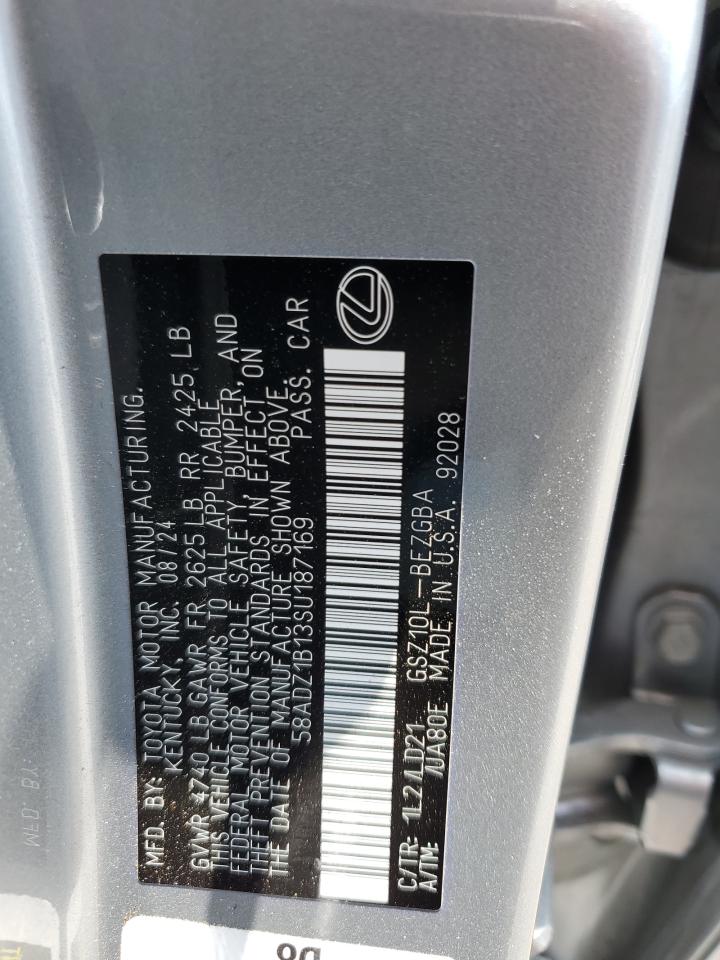 MFD. BY: TOYOTA MOTOR MANUFACTURING,
KENTUCKY, INC. 08/24
GVWR 4740 LB GAWR FR 2625 LB RR 2425 LB
THIS VEHICLE CONFORMS TO ALL APPLICABLE
FEDERAL MOTOR VEHICLE SAFETY, BUMPER, AND
THEFT PREVENTION STANDARDS IN EFFECT ON
THE DATE OF MANUFACTURE SHOWN ABOVE.
58ADZ1B13SU187169 PASS. CAR
C/TR: 1L2/LD21 GSZ10L-BEZGBA
A/TM: /UA80E MADE IN U.S.A. 92028